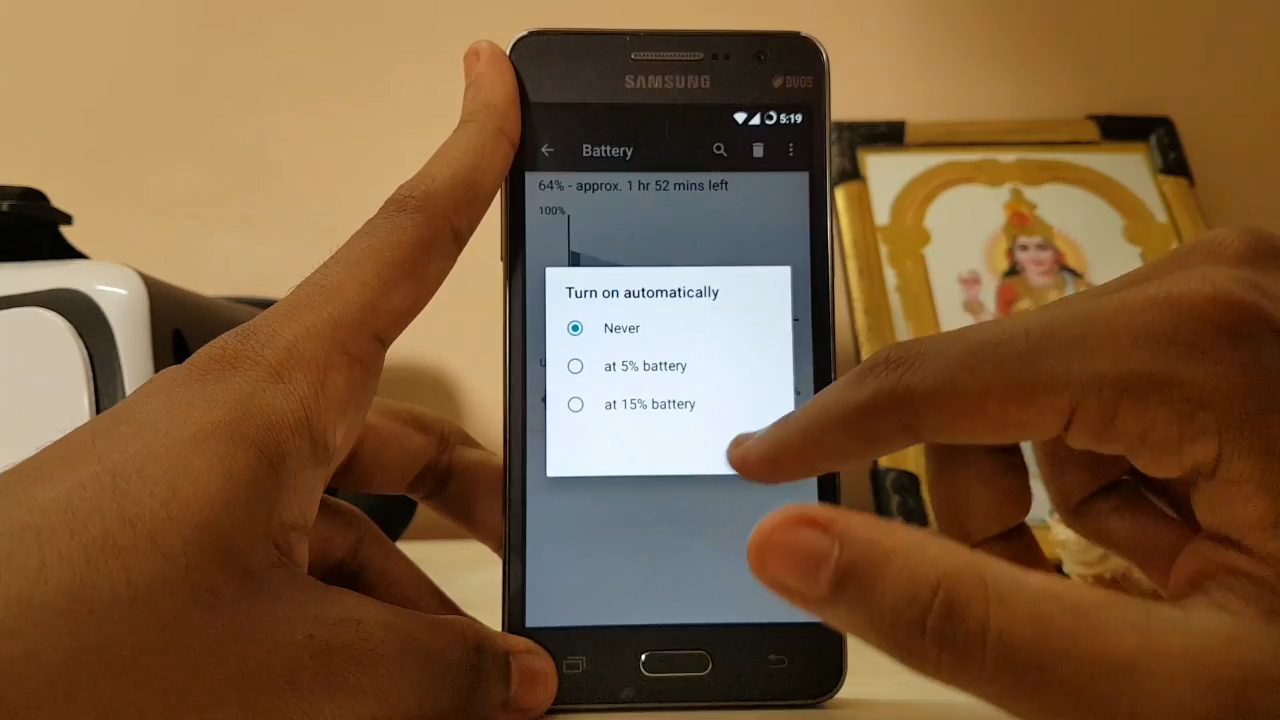 SAMSUNG
DUOS
5:19
Battery
64% - approx. 1 hr 52 mins left
100%
Turn on automatically
Never
at 5% battery
at 15% battery